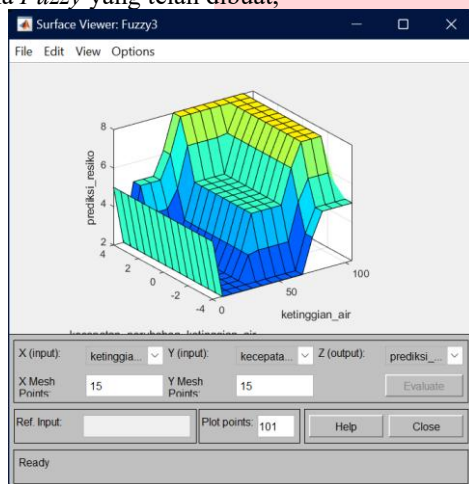 Fuzzy yang telah dibuat,
Surface Viewer: Fuzzy3
File Edit View Options
8
6
4
2
prediksi_resiko
4
2
0
-2
-4
0
50
100
ketinggian_air
X (input): ketinggia... Y (input): kecepata... Z (output): prediksi_...
X Mesh Points: 15 Y Mesh Points: 15 Evaluate
Ref. Input: Plot points: 101 Help Close
Ready